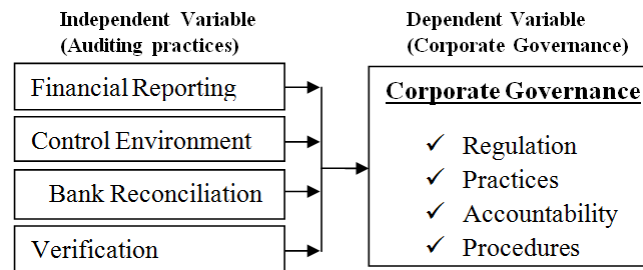 Independent Variable
(Auditing practices)
Financial Reporting
Control Environment
Bank Reconciliation
Verification
Dependent Variable
(Corporate Governance)
Corporate Governance
✓ Regulation
✓ Practices
✓ Accountability
✓ Procedures